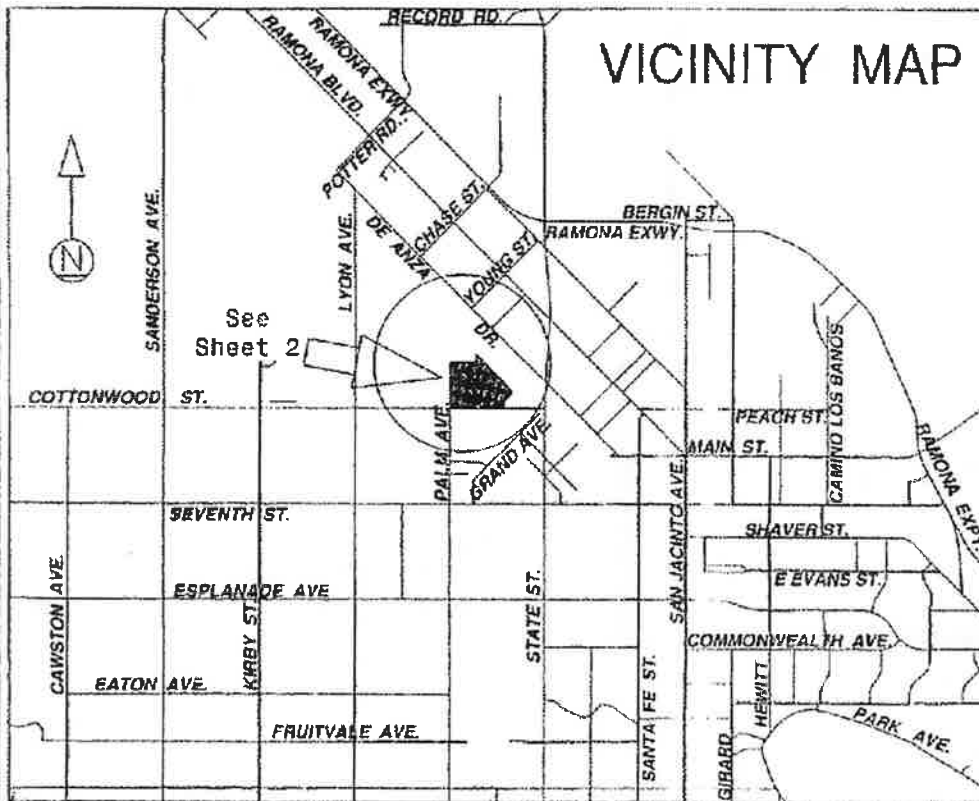 RECORD RD.
VICINITY MAP
RAMONA EXWY.
RAMONA BLVD.
POTTER RD.
CHASE ST.
BERGIN ST.
RAMONA EXWY.
SANDERSON AVE.
LYON AVE.
DE ANZA
YOUNG ST.
N
DR.
See
Sheet 2
COTTONWOOD ST.
PALM AVE.
GRAND AVE.
PEACH ST.
CAMINO LOS BANOS
MAIN ST.
RAMONA EXPY.
SEVENTH ST.
SAN JACINTO AVE.
SHAVER ST.
E EVANS ST.
CAWSTON AVE.
ESPLANADE AVE
KIRBY ST.
STATE ST.
COMMONWEALTH AVE.
EATON AVE.
SANTA FE ST.
HEWITT
PARK AVE.
FRUITVALE AVE.
GIRARD